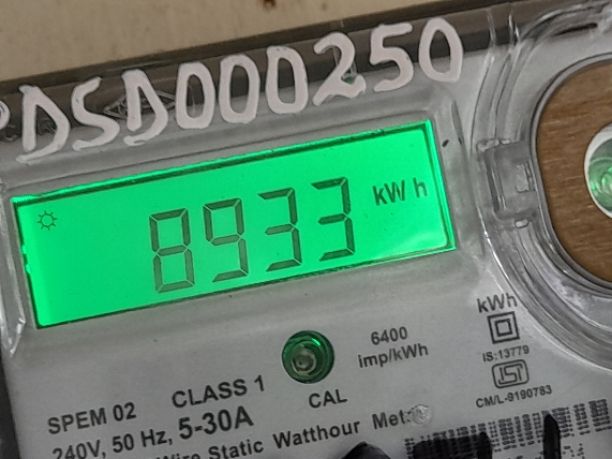 DSD000250
8933 kWh
kWh
6400
imp/kWh
IS:13779
CAL
CM/L-9190783
SPEM 02 CLASS 1
240V, 50 Hz, 5-30A
Wire Static Watthour